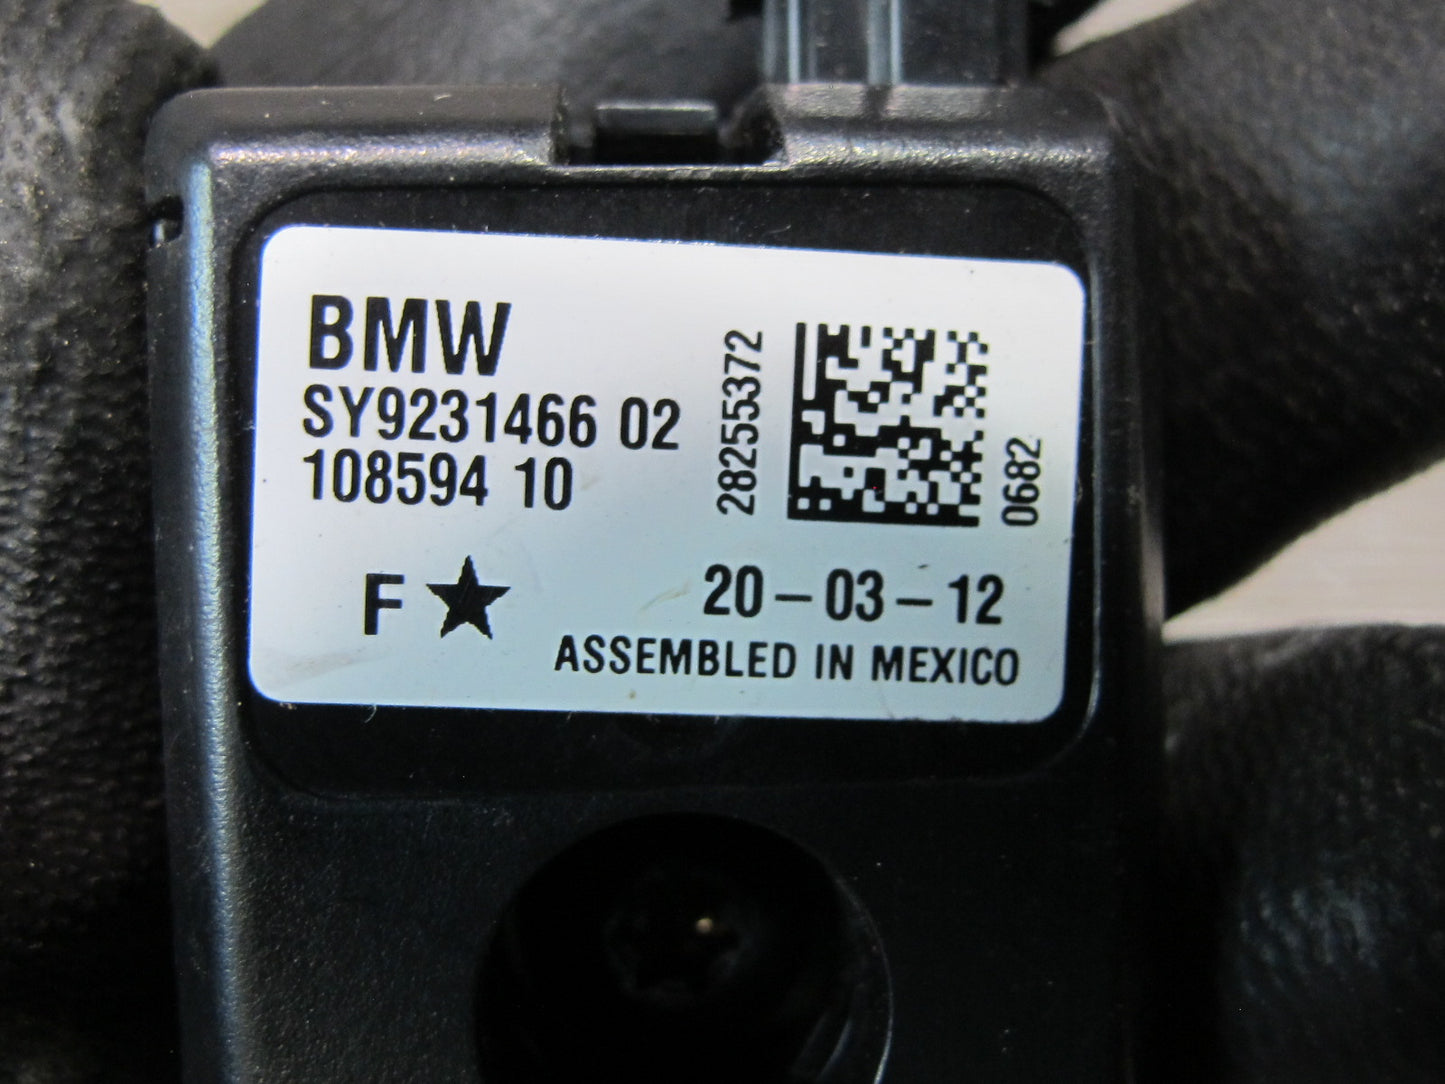 BMW
SY9231466 02
108594 10
28255372
0682
F★
20-03-12
ASSEMBLED IN MEXICO